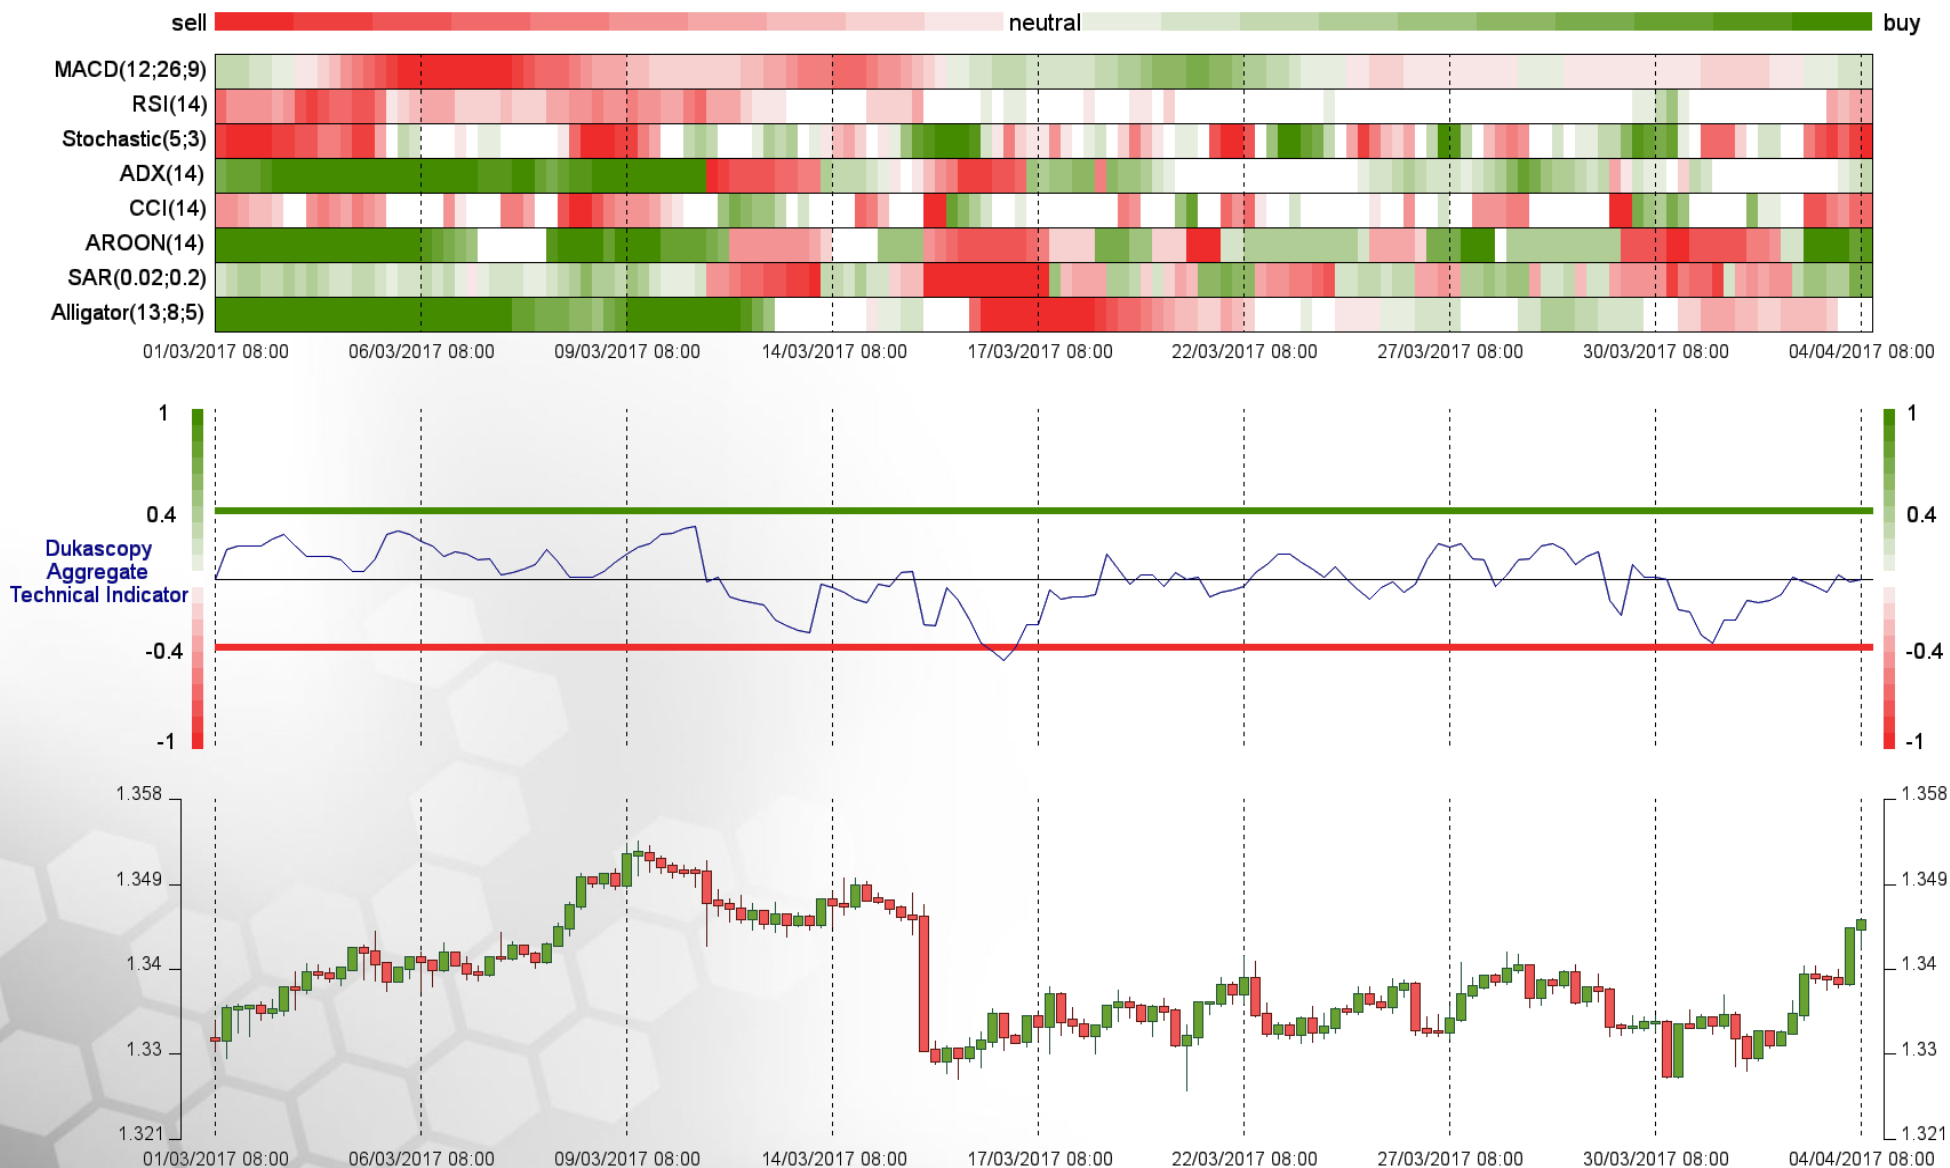 sell neutral buy
MACD(12;26;9)
RSI(14)
Stochastic(5;3)
ADX(14)
CCI(14)
AROON(14)
SAR(0.02;0.2)
Alligator(13;8;5)
01/03/2017 08:00 06/03/2017 08:00 09/03/2017 08:00 14/03/2017 08:00 17/03/2017 08:00 22/03/2017 08:00 27/03/2017 08:00 30/03/2017 08:00 04/04/2017 08:00
1 1
0.4 0.4
Dukascopy
Aggregate
Technical Indicator
-0.4 -0.4
-1 -1
1.358 1.358
1.349 1.349
1.34 1.34
1.33 1.33
1.321 1.321
01/03/2017 08:00 06/03/2017 08:00 09/03/2017 08:00 14/03/2017 08:00 17/03/2017 08:00 22/03/2017 08:00 27/03/2017 08:00 30/03/2017 08:00 04/04/2017 08:00